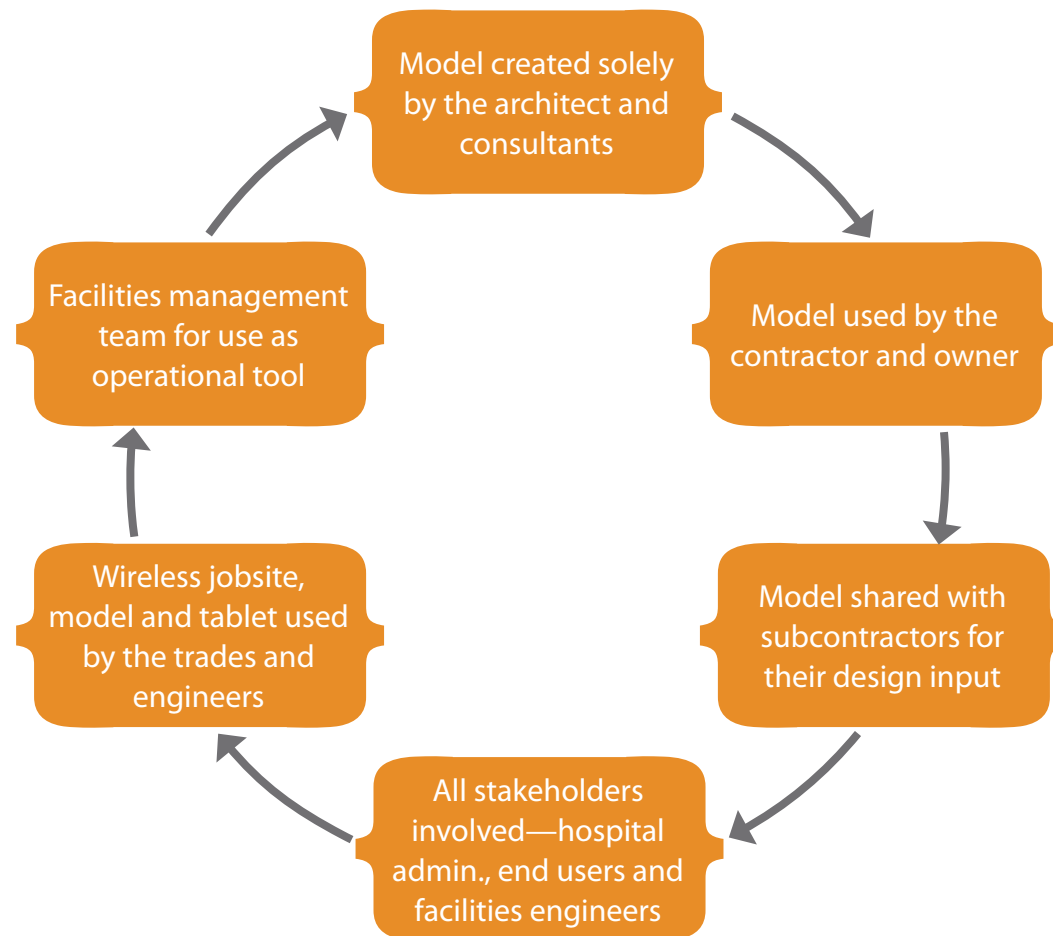 Model created solely
by the architect and
consultants
Model used by the
contractor and owner
Model shared with
subcontractors for
their design input
All stakeholders
involved—hospital
admin., end users and
facilities engineers
Wireless jobsite,
model and tablet used
by the trades and
engineers
Facilities management
team for use as
operational tool